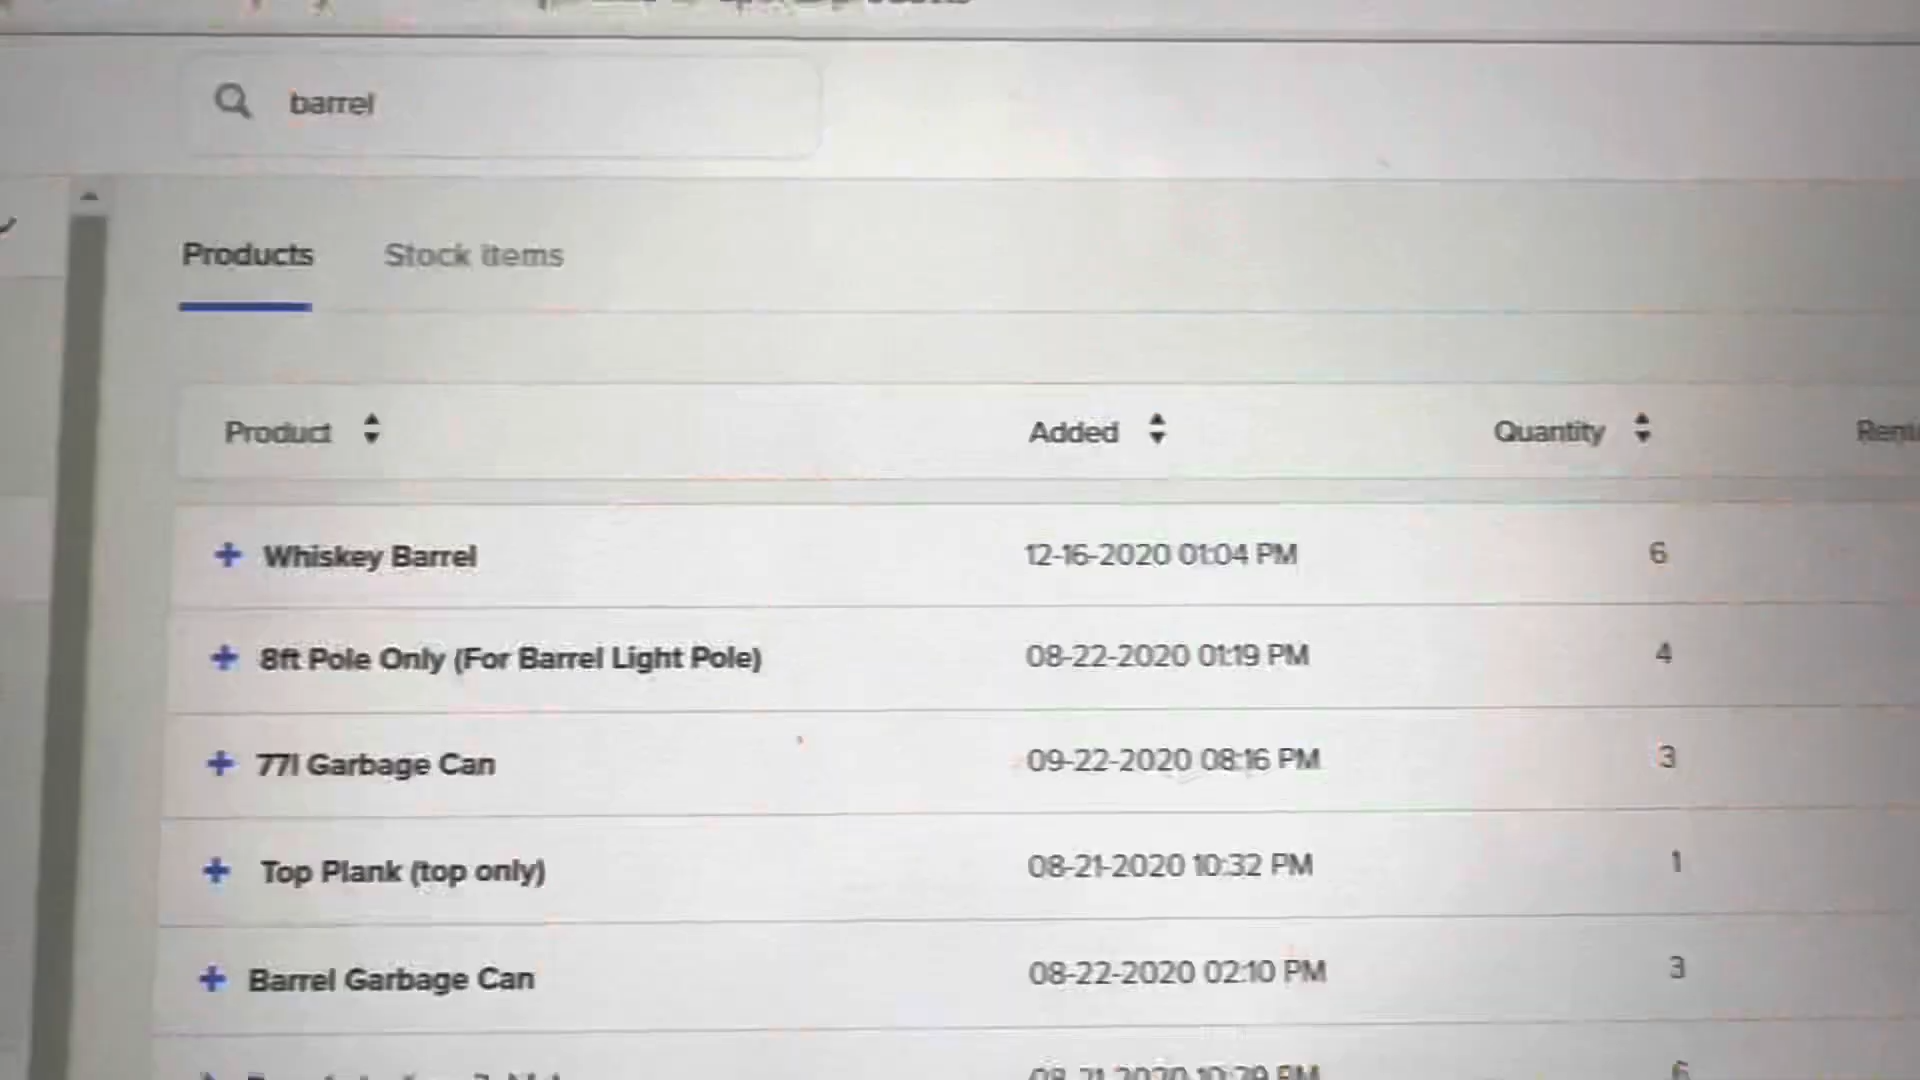 barrel
Products Stock items
Product Added Quantity
Whiskey Barrel 12-16-2020 01:04 PM 6
8ft Pole Only (For Barrel Light Pole) 08-22-2020 01:19 PM 4
77l Garbage Can 09-22-2020 08:16 PM 3
Top Plank (top only) 08-21-2020 10:32 PM 1
Barrel Garbage Can 08-22-2020 02:10 PM 3